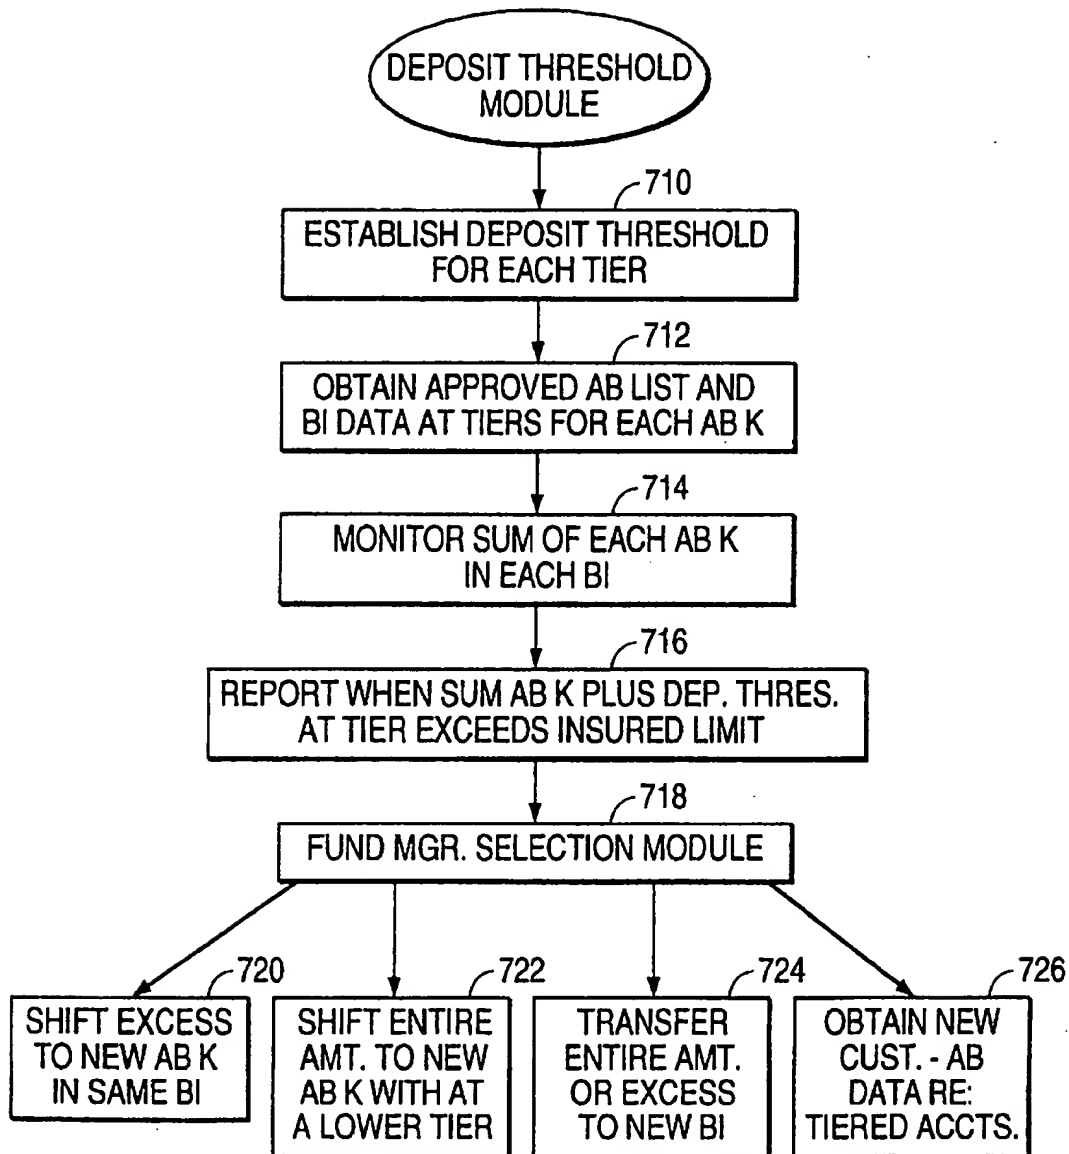 DEPOSIT THRESHOLD
MODULE
710
ESTABLISH DEPOSIT THRESHOLD
FOR EACH TIER
712
OBTAIN APPROVED AB LIST AND
BI DATA AT TIERS FOR EACH AB K
714
MONITOR SUM OF EACH AB K
IN EACH BI
716
REPORT WHEN SUM AB K PLUS DEP. THRES.
AT TIER EXCEEDS INSURED LIMIT
718
FUND MGR. SELECTION MODULE
720
SHIFT EXCESS
TO NEW AB K
IN SAME BI
722
SHIFT ENTIRE
AMT. TO NEW
AB K WITH AT
A LOWER TIER
724
TRANSFER
ENTIRE AMT.
OR EXCESS
TO NEW BI
726
OBTAIN NEW
CUST. - AB
DATA RE:
TIERED ACCTS.